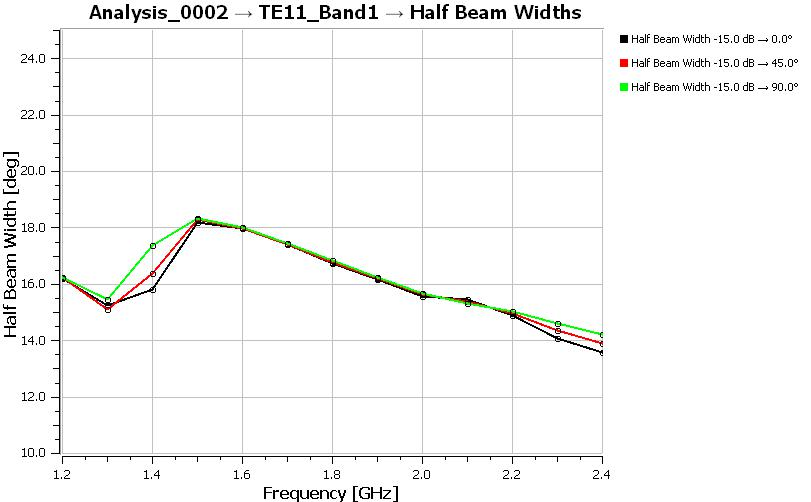 Analysis_0002 → TE11_Band1 → Half Beam Widths
Half Beam Width -15.0 dB → 0.0°
Half Beam Width -15.0 dB → 45.0°
Half Beam Width -15.0 dB → 90.0°
Half Beam Width [deg]
24.0
22.0
20.0
18.0
16.0
14.0
12.0
10.0
1.2 1.4 1.6 1.8 2.0 2.2 2.4
Frequency [GHz]